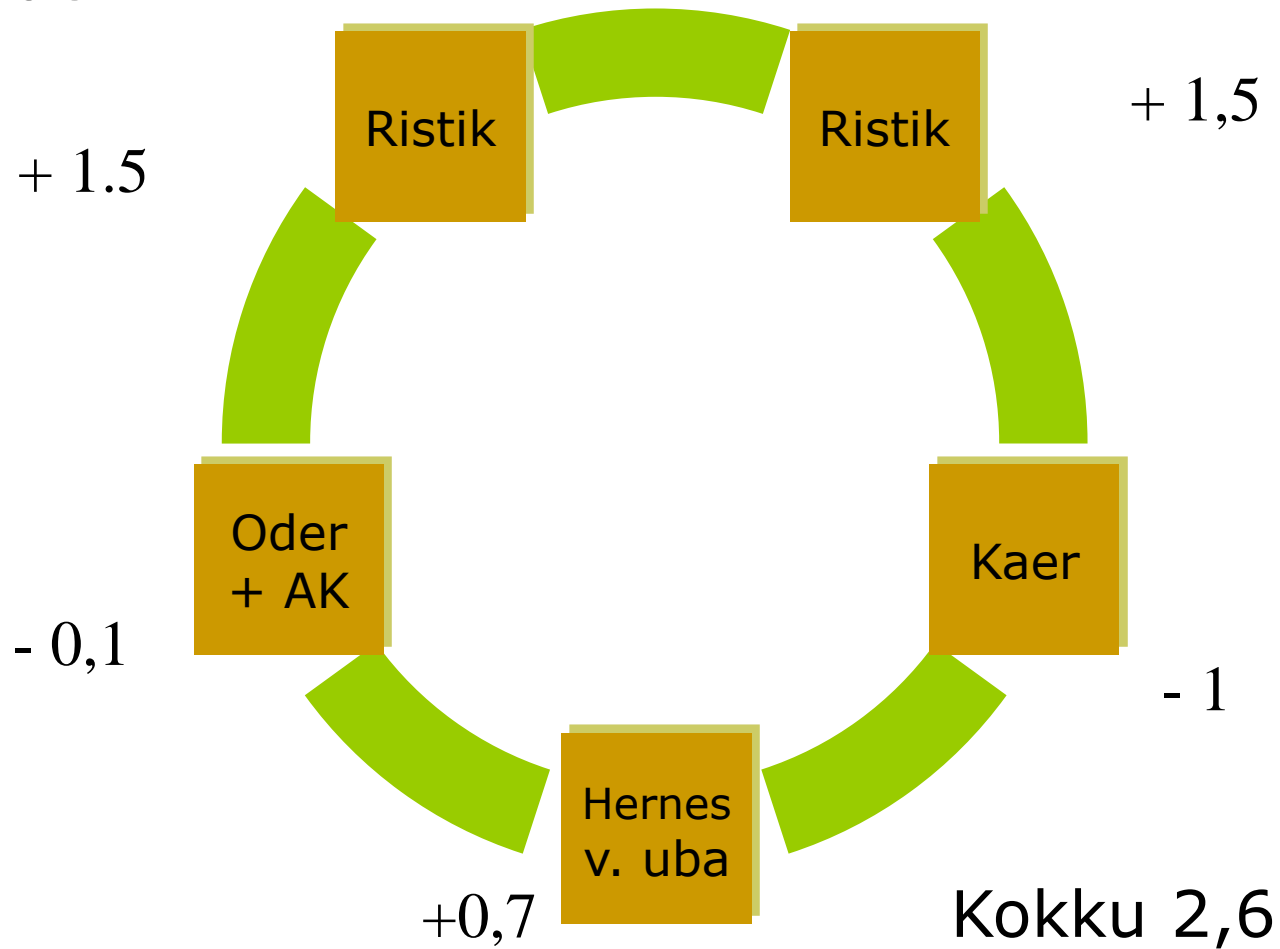 Ristik
Ristik
+ 1,5
+ 1.5
Oder
+ AK
Kaer
- 0,1
- 1
Hernes
v. uba
+0,7
Kokku 2,6